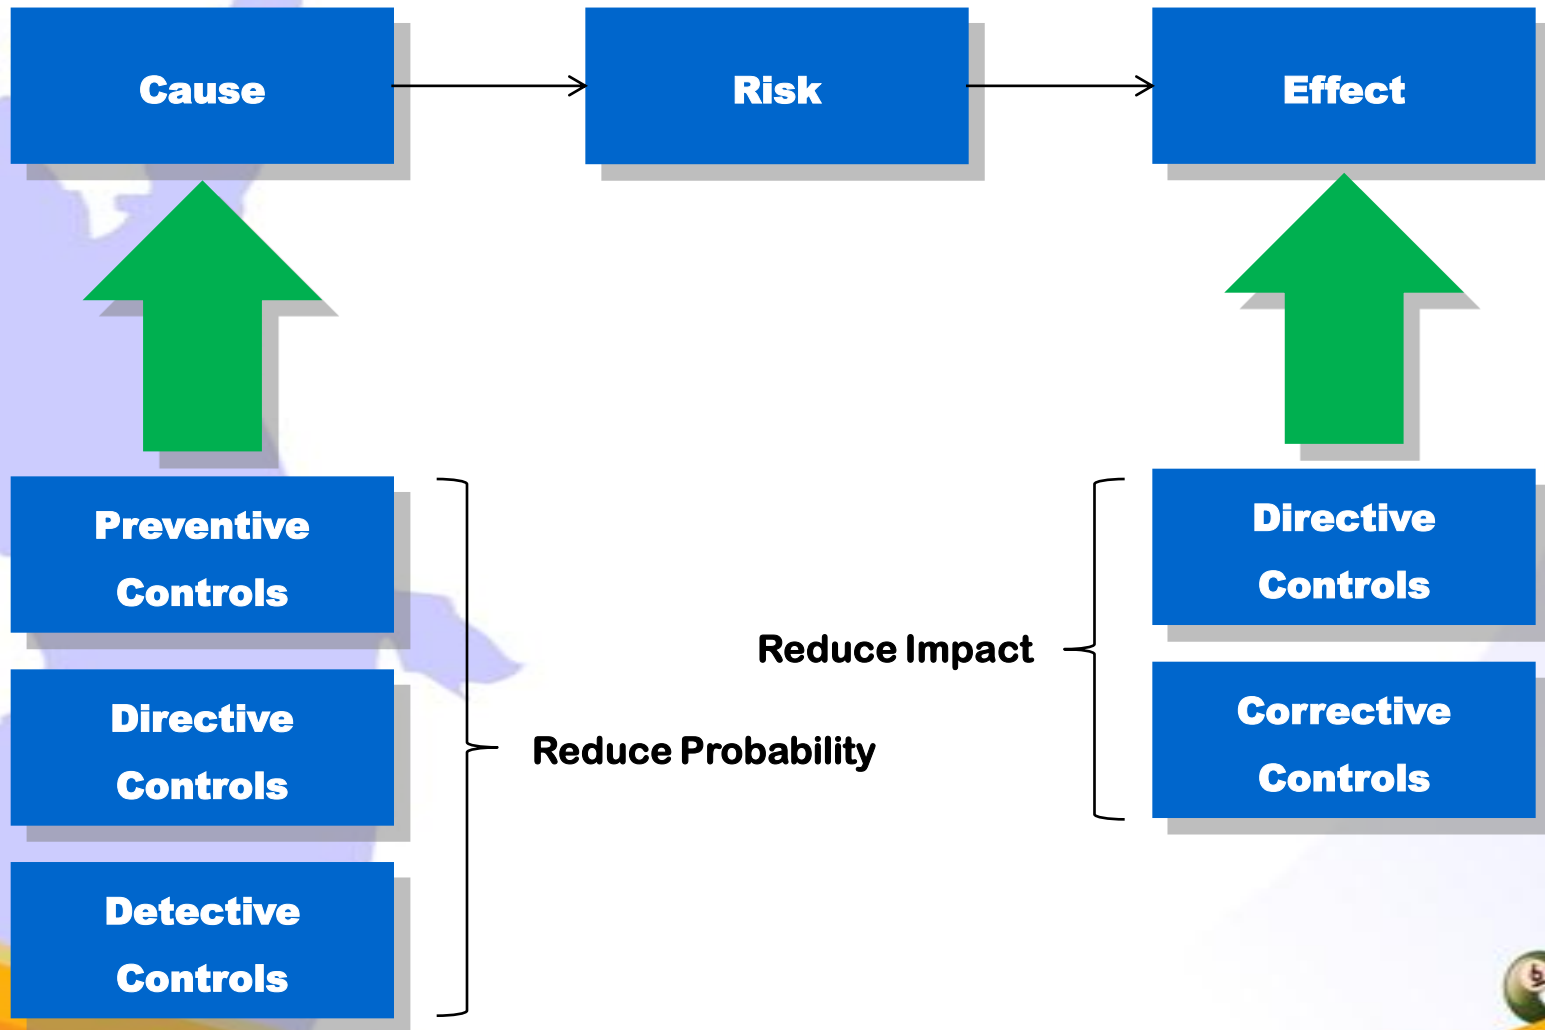 Cause
Risk
Effect
Preventive
Controls
Directive
Controls
Detective
Controls
Reduce Probability
Reduce Impact
Directive
Controls
Corrective
Controls